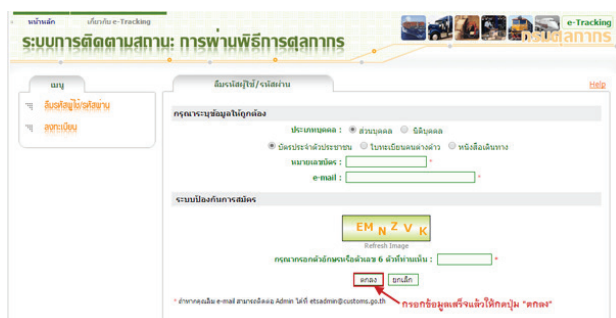 หน้าหลัก เกี่ยวกับ e-Tracking
e-Tracking
ระบบการติดตามสถานะ การผ่านพิธีการศุลกากร
กรมศุลกากร
เมนู
ลืมรหัสผู้ใช้/รหัสผ่าน
Help
ลืมรหัสผู้ใช้/รหัสผ่าน
ลงทะเบียน
กรุณาระบุข้อมูลให้ถูกต้อง
ประเภทบุคคล : ส่วนบุคคล นิติบุคคล
บัตรประจำตัวประชาชน ใบทะเบียนคนต่างด้าว หนังสือเดินทาง
หมายเลขบัตร : *
e-mail : *
ระบบป้องกันการสมัคร
EM N Z V K
Refresh Image
กรุณากรอกตัวอักษรหรือตัวเลข 6 ตัวที่ท่านเห็น : *
ตกลง ยกเลิก
* ถ้าหากคุณลืม e-mail สามารถติดต่อ Admin ได้ที่ etsadmin@customs.go.th
กรอกข้อมูลเสร็จแล้วให้กดปุ่ม "ตกลง"